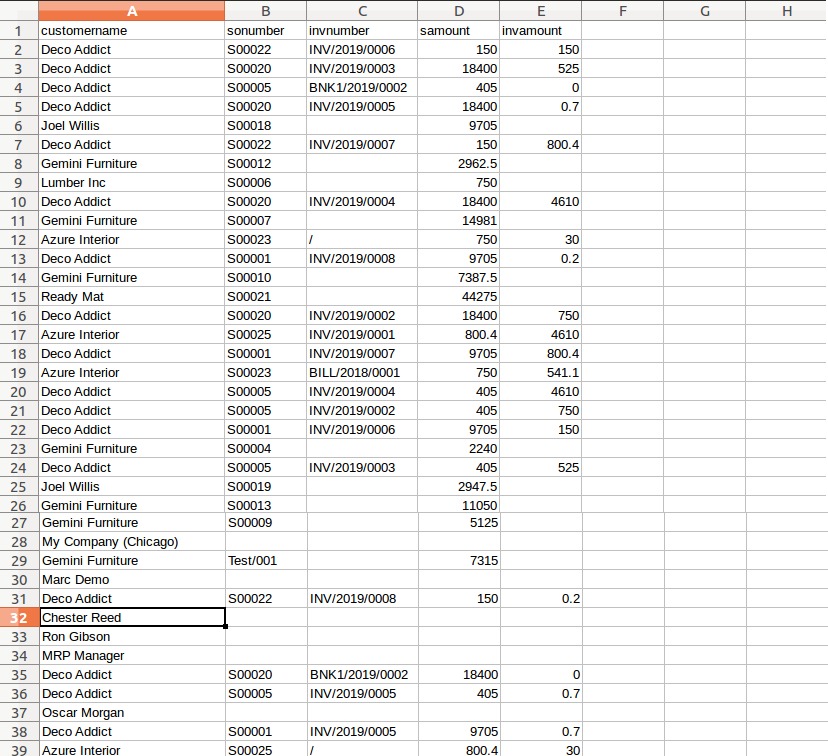 A B C D E F G H
1 customername sonumber invnumber samount invamount
2 Deco Addict S00022 INV/2019/0006 150 150
3 Deco Addict S00020 INV/2019/0003 18400 525
4 Deco Addict S00005 BNK1/2019/0002 405 0
5 Deco Addict S00020 INV/2019/0005 18400 0.7
6 Joel Willis S00018 9705
7 Deco Addict S00022 INV/2019/0007 150 800.4
8 Gemini Furniture S00012 2962.5
9 Lumber Inc S00006 750
10 Deco Addict S00020 INV/2019/0004 18400 4610
11 Gemini Furniture S00007 14981
12 Azure Interior S00023 / 750 30
13 Deco Addict S00001 INV/2019/0008 9705 0.2
14 Gemini Furniture S00010 7387.5
15 Ready Mat S00021 44275
16 Deco Addict S00020 INV/2019/0002 18400 750
17 Azure Interior S00025 INV/2019/0001 800.4 4610
18 Deco Addict S00001 INV/2019/0007 9705 800.4
19 Azure Interior S00023 BILL/2018/0001 750 541.1
20 Deco Addict S00005 INV/2019/0004 405 4610
21 Deco Addict S00005 INV/2019/0002 405 750
22 Deco Addict S00001 INV/2019/0006 9705 150
23 Gemini Furniture S00004 2240
24 Deco Addict S00005 INV/2019/0003 405 525
25 Joel Willis S00019 2947.5
26 Gemini Furniture S00013 11050
27 Gemini Furniture S00009 5125
28 My Company (Chicago)
29 Gemini Furniture Test/001 7315
30 Marc Demo
31 Deco Addict S00022 INV/2019/0008 150 0.2
32 Chester Reed
33 Ron Gibson
34 MRP Manager
35 Deco Addict S00020 BNK1/2019/0002 18400 0
36 Deco Addict S00005 INV/2019/0005 405 0.7
37 Oscar Morgan
38 Deco Addict S00001 INV/2019/0005 9705 0.7
39 Azure Interior S00025 / 800.4 30